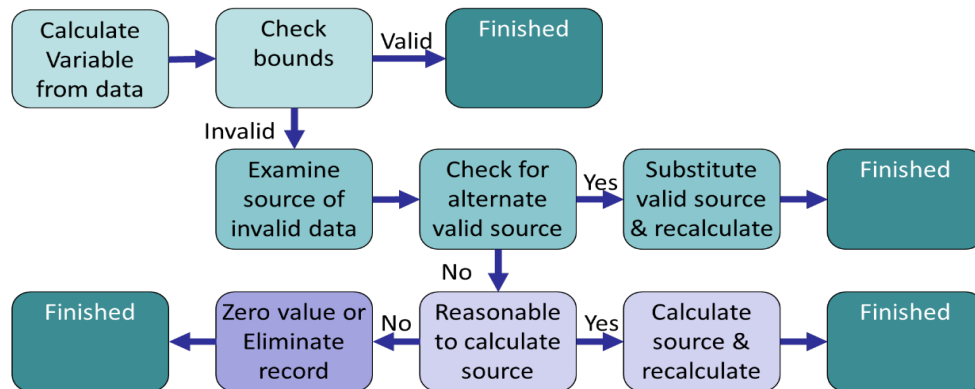 Calculate
Variable
from data
Check
bounds
Valid
Finished
Invalid
Examine
source of
invalid data
Check for
alternate
valid source
Yes
Substitute
valid source
& recalculate
Finished
No
Finished
Zero value or
Eliminate
record
No
Reasonable
to calculate
source
Yes
Calculate
source &
recalculate
Finished